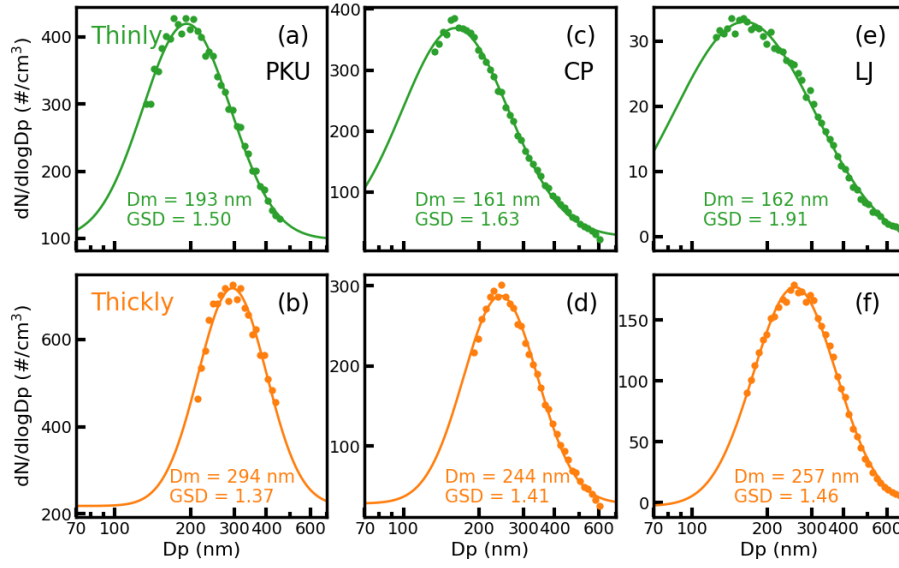 Thinly (a)
PKU
400
300
200
100
dN/dlogDp (#/cm³)
Dm = 193 nm
GSD = 1.50
(c)
CP
400
300
200
100
Dm = 161 nm
GSD = 1.63
(e)
LJ
30
20
10
0
Dm = 162 nm
GSD = 1.91
Thickly (b)
600
400
200
dN/dlogDp (#/cm³)
Dm = 294 nm
GSD = 1.37
70 100 200 300 400 600
Dp (nm)
(d)
300
200
100
Dm = 244 nm
GSD = 1.41
70 100 200 300 400 600
Dp (nm)
(f)
150
100
50
0
Dm = 257 nm
GSD = 1.46
70 100 200 300 400 600
Dp (nm)